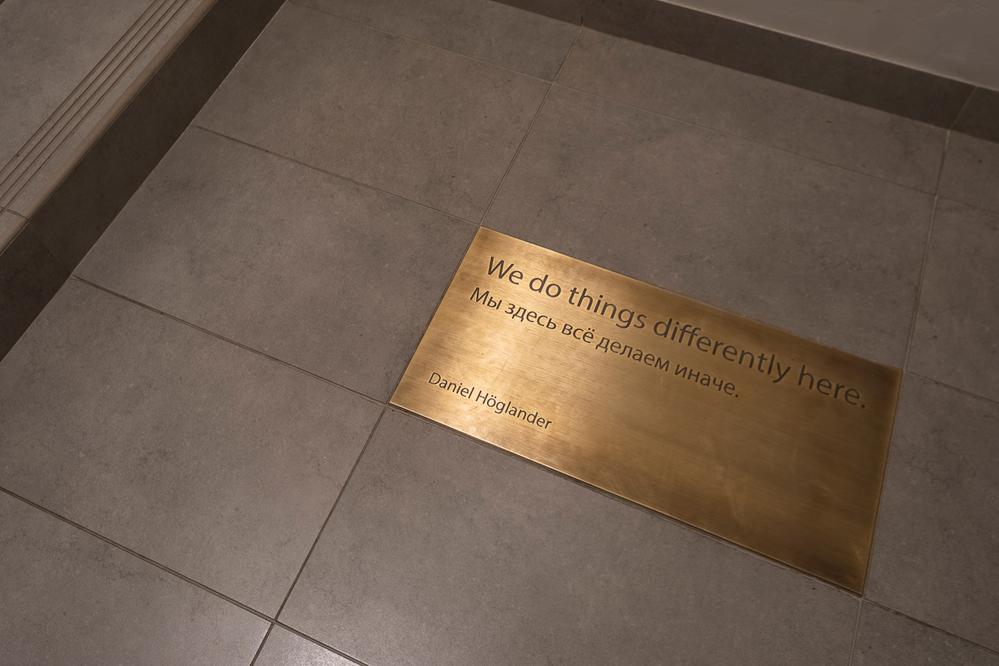 We do things differently here.
Мы здесь всё делаем иначе.
Daniel Höglander